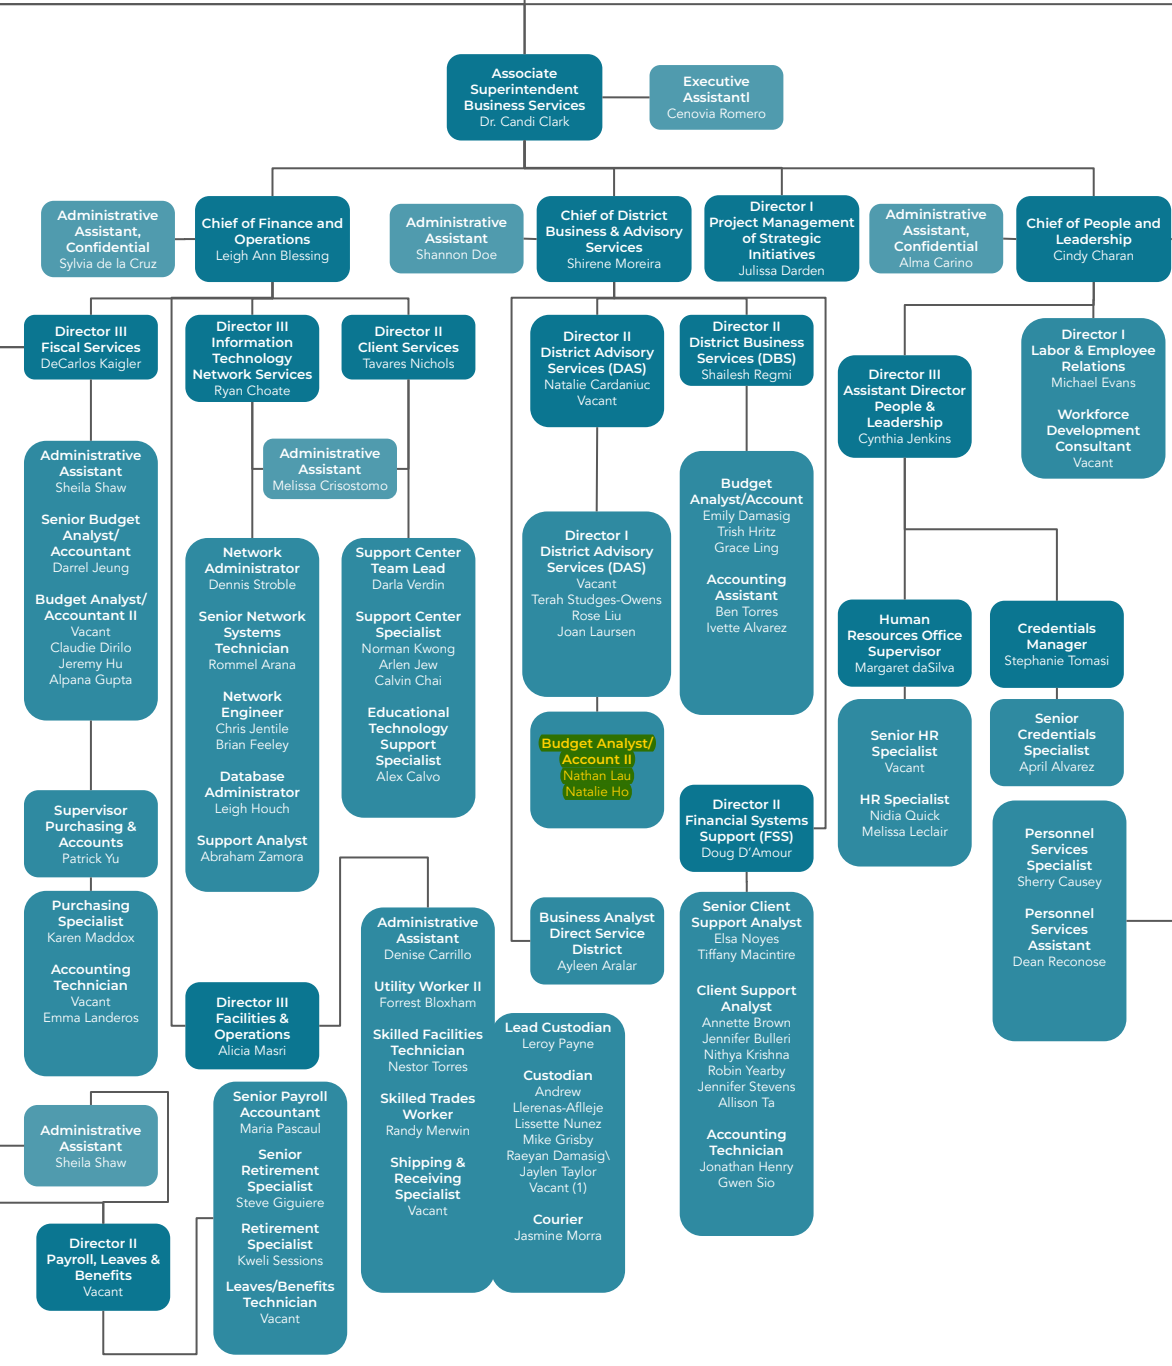 Associate
Superintendent
Business Services
Dr. Candi Clark
Executive
AssistantI
Cenovia Romero
Administrative
Assistant,
Confidential
Sylvia de la Cruz
Chief of Finance and
Operations
Leigh Ann Blessing
Administrative
Assistant
Shannon Doe
Chief of District
Business & Advisory
Services
Shirene Moreira
Director I
Project Management
of Strategic
Initiatives
Julissa Darden
Administrative
Assistant,
Confidential
Alma Carino
Chief of People and
Leadership
Cindy Charan
Director III
Fiscal Services
DeCarlos Kaigler
Director III
Information
Technology
Network Services
Ryan Choate
Director II
Client Services
Tavares Nichols
Director II
District Advisory
Services (DAS)
Natalie Cardaniuc
Vacant
Director II
District Business
Services (DBS)
Shailesh Regmi
Director III
Assistant Director
People &
Leadership
Cynthia Jenkins
Director I
Labor & Employee
Relations
Michael Evans
Workforce
Development
Consultant
Vacant
Administrative
Assistant
Melissa Crisostomo
Administrative
Assistant
Sheila Shaw
Senior Budget
Analyst/
Accountant
Darrel Jeung
Budget Analyst/
Accountant II
Vacant
Claudie Dirilo
Jeremy Hu
Alpana Gupta
Network
Administrator
Dennis Stroble
Senior Network
Systems
Technician
Rommel Arana
Network
Engineer
Chris Jentile
Brian Feeley
Database
Administrator
Leigh Houch
Support Analyst
Abraham Zamora
Support Center
Team Lead
Darla Verdin
Support Center
Specialist
Norman Kwong
Arlen Jew
Calvin Chai
Educational
Technology
Support
Specialist
Alex Calvo
Director I
District Advisory
Services (DAS)
Vacant
Terah Studges-Owens
Rose Liu
Joan Laursen
Budget
Analyst/Account
Emily Damasig
Trish Hritz
Grace Ling
Accounting
Assistant
Ben Torres
Ivette Alvarez
Human
Resources Office
Supervisor
Margaret daSilva
Credentials
Manager
Stephanie Tomasi
Budget Analyst/
Account II
Nathan Lau
Natalie Ho
Senior HR
Specialist
Vacant
HR Specialist
Nidia Quick
Melissa Leclair
Senior
Credentials
Specialist
April Alvarez
Supervisor
Purchasing &
Accounts
Patrick Yu
Director II
Financial Systems
Support (FSS)
Doug D’Amour
Personnel
Services
Specialist
Sherry Causey
Personnel
Services
Assistant
Dean Reconose
Purchasing
Specialist
Karen Maddox
Accounting
Technician
Vacant
Emma Landeros
Director III
Facilities &
Operations
Alicia Masri
Administrative
Assistant
Denise Carrillo
Utility Worker II
Forrest Bloxham
Skilled Facilities
Technician
Nestor Torres
Skilled Trades
Worker
Randy Merwin
Shipping &
Receiving
Specialist
Vacant
Business Analyst
Direct Service
District
Ayleen Aralar
Lead Custodian
Leroy Payne
Custodian
Andrew
Llerenas-Aflleje
Lissette Nunez
Mike Grisby
Raeyan Damasig\
Jaylen Taylor
Vacant (1)
Courier
Jasmine Morra
Senior Client
Support Analyst
Elsa Noyes
Tiffany Macintire
Client Support
Analyst
Annette Brown
Jennifer Bulleri
Nithya Krishna
Robin Yearby
Jennifer Stevens
Allison Ta
Accounting
Technician
Jonathan Henry
Gwen Sio
Administrative
Assistant
Sheila Shaw
Senior Payroll
Accountant
Maria Pascaul
Senior
Retirement
Specialist
Steve Giguiere
Retirement
Specialist
Kweli Sessions
Leaves/Benefits
Technician
Vacant
Director II
Payroll, Leaves &
Benefits
Vacant